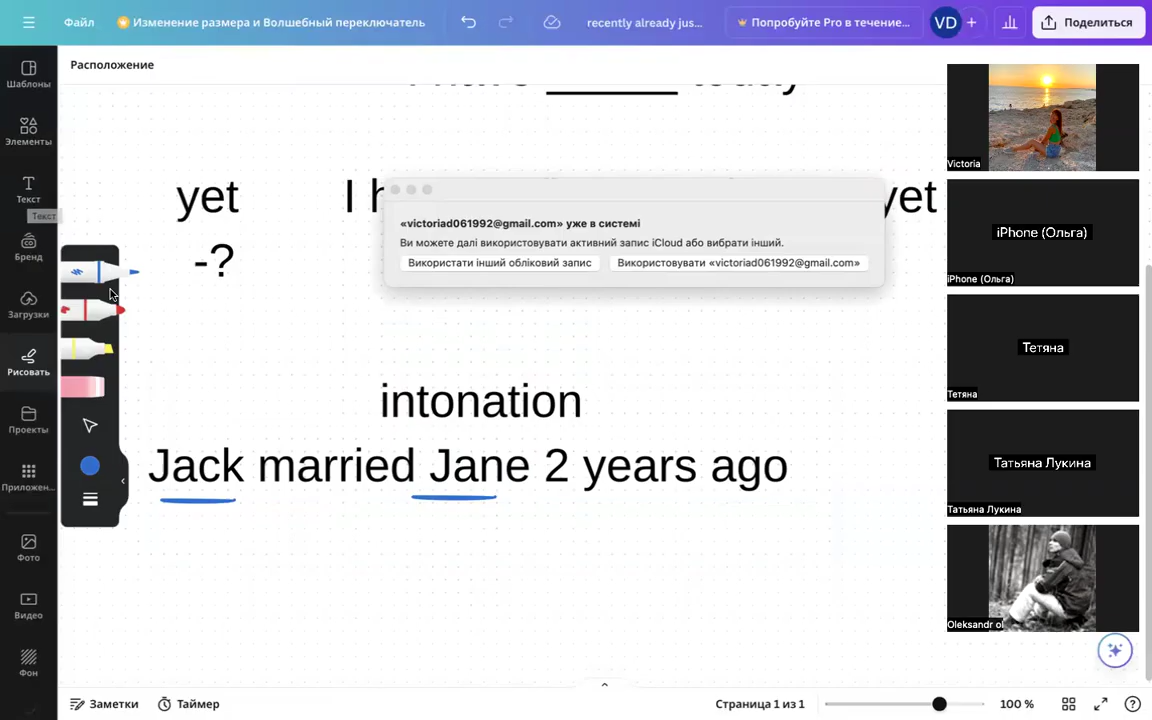 Файл
Изменение размера и Волшебный переключатель
recently already jus...
Попробуйте Pro в течение...
VD
Поделиться
Расположение
Шаблоны
Элементы
Текст
Текст
Бренд
Загрузки
Рисовать
Проекты
Приложен...
Фото
Видео
Фон
today
yet
I h
yet
-?
«victoriad061992@gmail.com» уже в системі
Ви можете далі використовувати активний запис iCloud або вибрати інший.
Використати інший обліковий запис
Використовувати «victoriad061992@gmail.com»
intonation
Jack married Jane 2 years ago
Victoria
iPhone (Ольга)
iPhone (Ольга)
Тетяна
Тетяна
Татьяна Лукина
Татьяна Лукина
Oleksandr ol
Заметки
Таймер
Страница 1 из 1
100 %